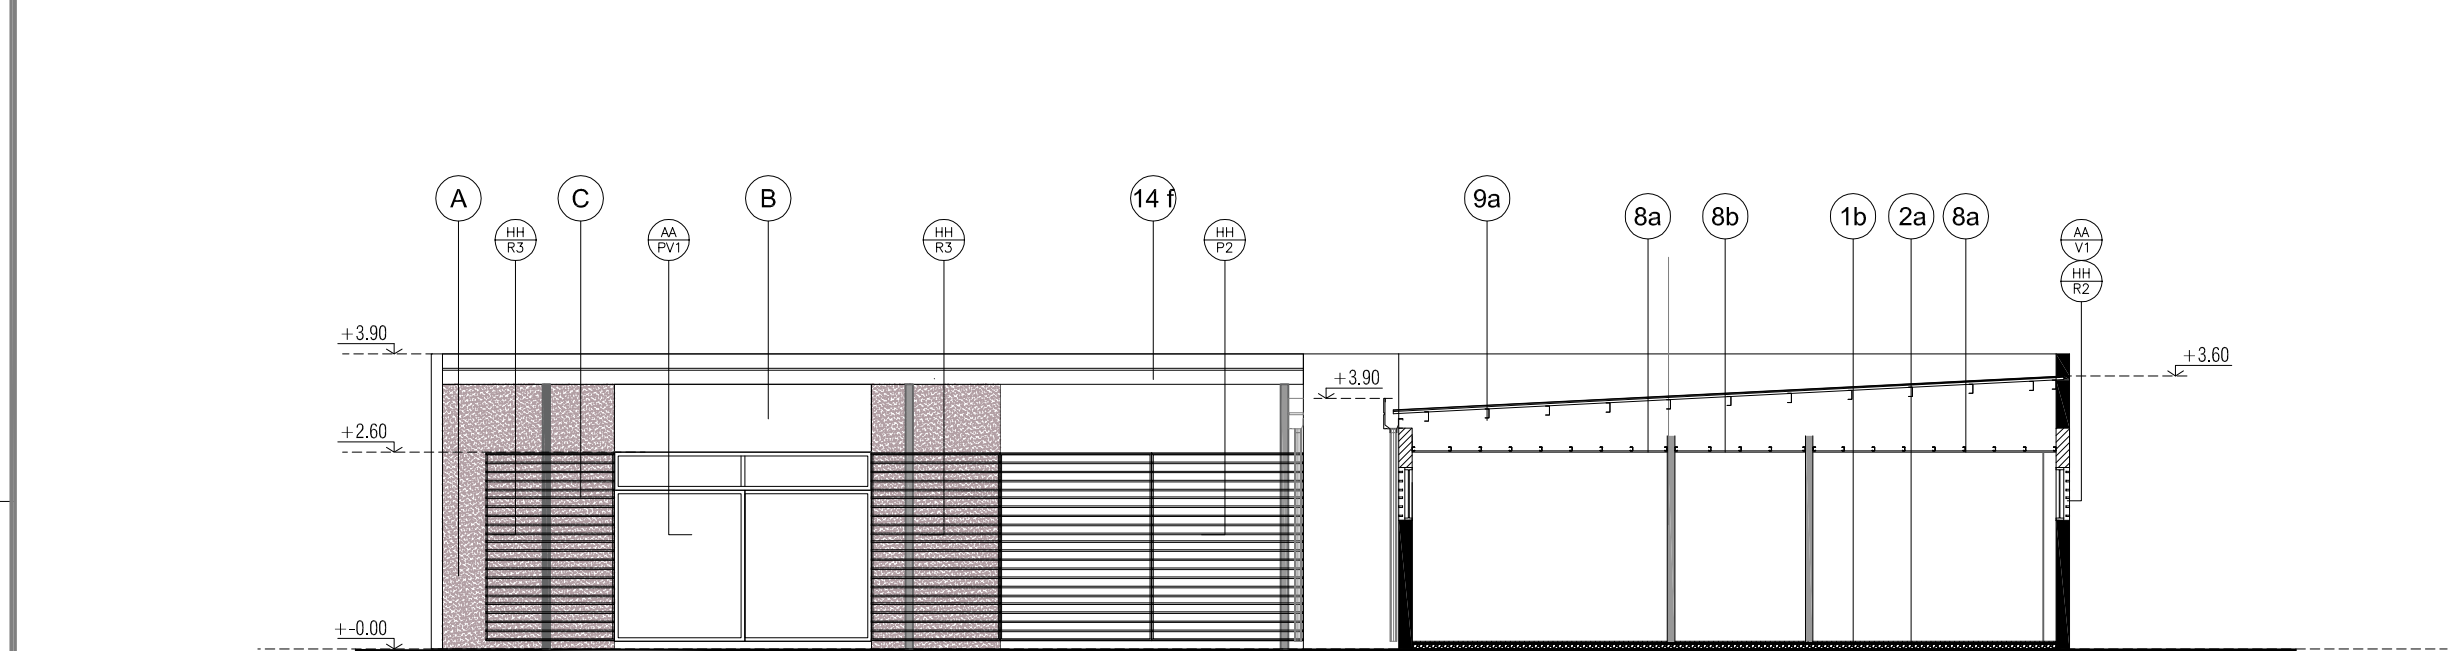 A
C
B
14 f
9a
8a
8b
1b
2a
8a
HH
R3
AA
PV1
HH
R3
HH
P2
AA
V1
HH
R2
+3.90
+3.60
+3.90
+2.60
+-0.00